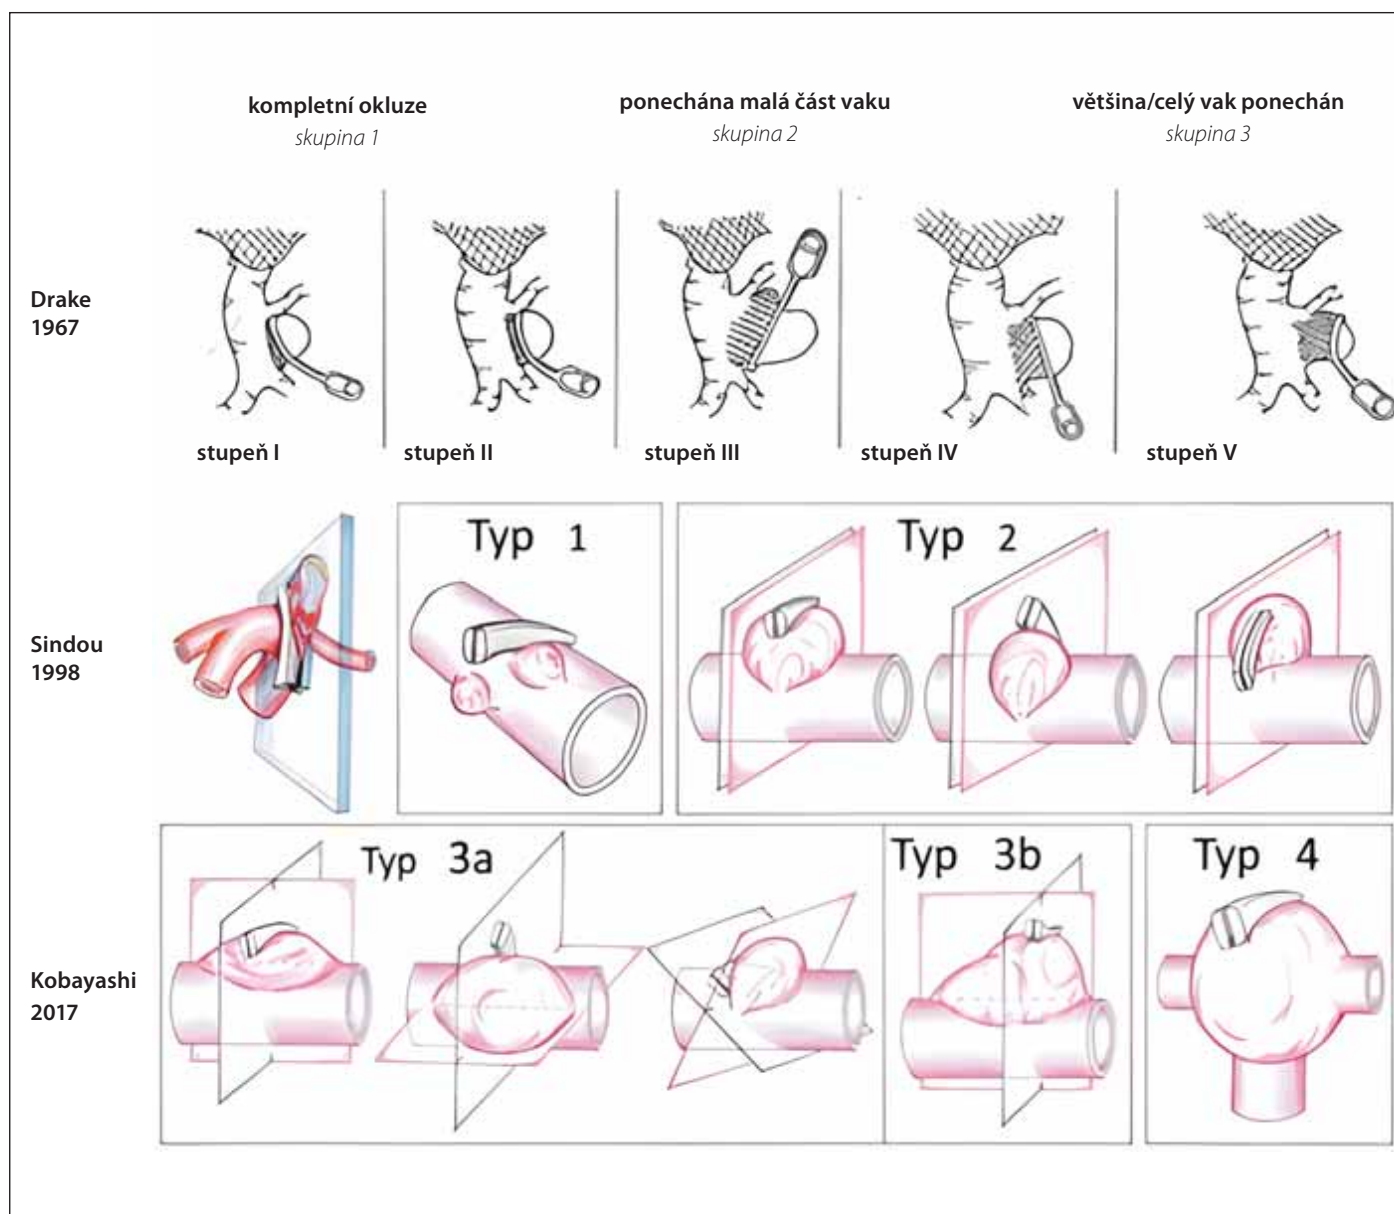 kompletní okluze
skupina 1
ponechána malá část vaku
skupina 2
většina/celý vak ponechán
skupina 3
Drake
1967
stupeň I
stupeň II
stupeň III
stupeň IV
stupeň V
Sindou
1998
Typ 1
Typ 2
Kobayashi
2017
Typ 3a
Typ 3b
Typ 4